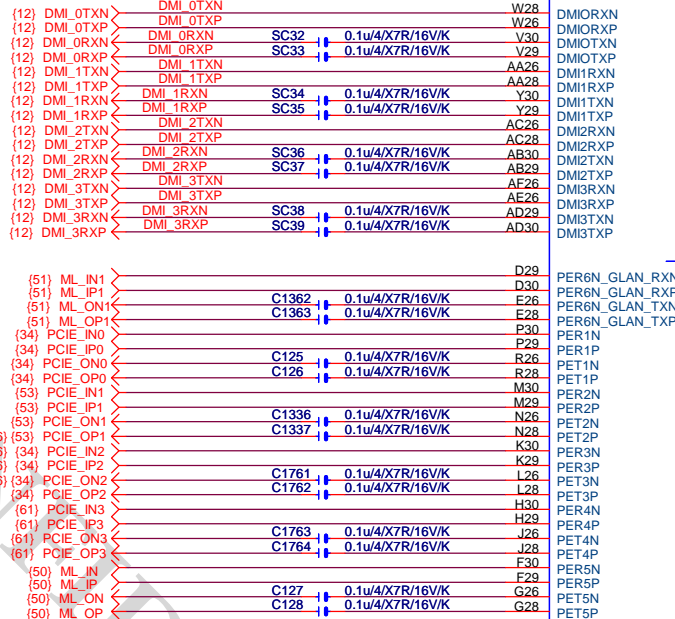 {12} DMI_0TXN DMI_0TXN W28 DMIORXN
{12} DMI_0TXP DMI_0TXP W26 DMIORXP
{12} DMI_0RXN DMI_0RXN SC32 0.1u/4/X7R/16V/K V30 DMIOTXN
{12} DMI_0RXP DMI_0RXP SC33 0.1u/4/X7R/16V/K V29 DMIOTXP
{12} DMI_1TXN DMI_1TXN AA26 DMI1RXN
{12} DMI_1TXP DMI_1TXP AA28 DMI1RXP
{12} DMI_1RXN DMI_1RXN SC34 0.1u/4/X7R/16V/K Y30 DMI1TXN
{12} DMI_1RXP DMI_1RXP SC35 0.1u/4/X7R/16V/K Y29 DMI1TXP
{12} DMI_2TXN DMI_2TXN AC26 DMI2RXN
{12} DMI_2TXP DMI_2TXP AC28 DMI2RXP
{12} DMI_2RXN DMI_2RXN SC36 0.1u/4/X7R/16V/K AB30 DMI2TXN
{12} DMI_2RXP DMI_2RXP SC37 0.1u/4/X7R/16V/K AB29 DMI2TXP
{12} DMI_3TXN DMI_3TXN AF26 DMI3RXN
{12} DMI_3TXP DMI_3TXP AE26 DMI3RXP
{12} DMI_3RXN DMI_3RXN SC38 0.1u/4/X7R/16V/K AD29 DMI3TXN
{12} DMI_3RXP DMI_3RXP SC39 0.1u/4/X7R/16V/K AD30 DMI3TXP
{51} ML_IN1 D29 PER6N_GLAN_RXN
{51} ML_IP1 D30 PER6N_GLAN_RXP
{51} ML_ON1 C1362 0.1u/4/X7R/16V/K E26 PER6N_GLAN_TXN
{51} ML_OP1 C1363 0.1u/4/X7R/16V/K E28 PER6N_GLAN_TXP
{34} PCIE_IN0 P30 PER1N
{34} PCIE_IP0 P29 PER1P
{34} PCIE_ON0 C125 0.1u/4/X7R/16V/K R26 PET1N
{34} PCIE_OP0 C126 0.1u/4/X7R/16V/K R28 PET1P
{53} PCIE_IN1 M30 PER2N
{53} PCIE_IP1 M29 PER2P
{53} PCIE_ON1 C1336 0.1u/4/X7R/16V/K N26 PET2N
{53} PCIE_OP1 C1337 0.1u/4/X7R/16V/K N28 PET2P
{34} PCIE_IN2 K30 PER3N
{34} PCIE_IP2 K29 PER3P
{34} PCIE_ON2 C1761 0.1u/4/X7R/16V/K L26 PET3N
{34} PCIE_OP2 C1762 0.1u/4/X7R/16V/K L28 PET3P
{61} PCIE_IN3 H30 PER4N
{61} PCIE_IP3 H29 PER4P
{61} PCIE_ON3 C1763 0.1u/4/X7R/16V/K J26 PET4N
{61} PCIE_OP3 C1764 0.1u/4/X7R/16V/K J28 PET4P
{50} ML_IN F30 PER5N
{50} ML_IP F29 PER5P
{50} ML_ON C127 0.1u/4/X7R/16V/K G26 PET5N
{50} ML_OP C128 0.1u/4/X7R/16V/K G28 PET5P